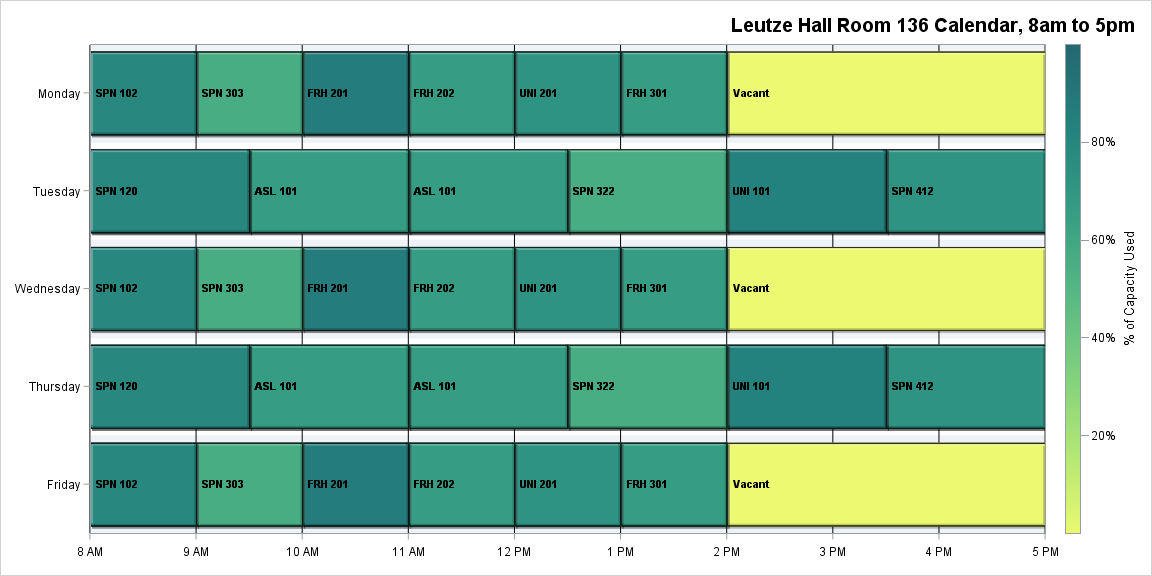 Leutze Hall Room 136 Calendar, 8am to 5pm
Monday
SPN 102
SPN 303
FRH 201
FRH 202
UNI 201
FRH 301
Vacant
Tuesday
SPN 120
ASL 101
ASL 101
SPN 322
UNI 101
SPN 412
Wednesday
SPN 102
SPN 303
FRH 201
FRH 202
UNI 201
FRH 301
Vacant
Thursday
SPN 120
ASL 101
ASL 101
SPN 322
UNI 101
SPN 412
Friday
SPN 102
SPN 303
FRH 201
FRH 202
UNI 201
FRH 301
Vacant
8 AM
9 AM
10 AM
11 AM
12 PM
1 PM
2 PM
3 PM
4 PM
5 PM
80%
60%
40%
20%
% of Capacity Used